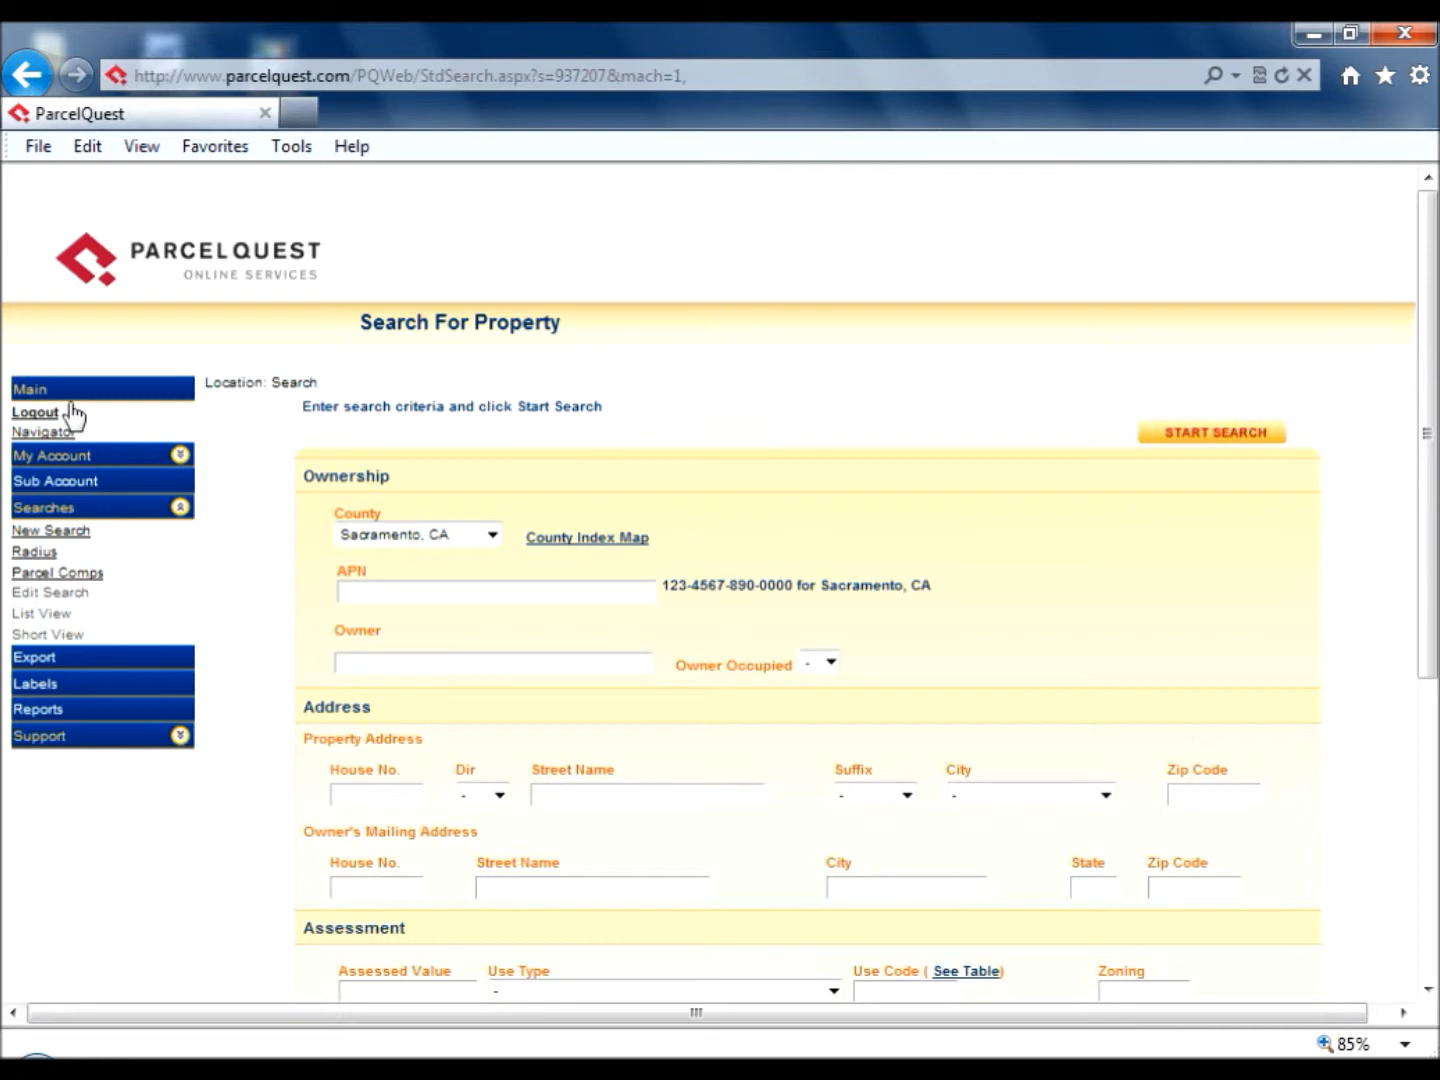 http://www.parcelquest.com/PQWeb/StdSearch.aspx?s=937207&mach=1,
ParcelQuest
File Edit View Favorites Tools Help
PARCELQUEST
ONLINE SERVICES
Search For Property
Main
Location: Search
Logout
Enter search criteria and click Start Search
Navigator
START SEARCH
My Account
Sub Account
Searches
New Search
Radius
Parcel Comps
Edit Search
List View
Short View
Export
Labels
Reports
Support
Ownership
County
Sacramento, CA
County Index Map
APN
123-4567-890-0000 for Sacramento, CA
Owner
Owner Occupied -
Address
Property Address
House No. Dir Street Name Suffix City Zip Code
- - -
Owner's Mailing Address
House No. Street Name City State Zip Code
Assessment
Assessed Value Use Type Use Code ( See Table) Zoning
-
85%